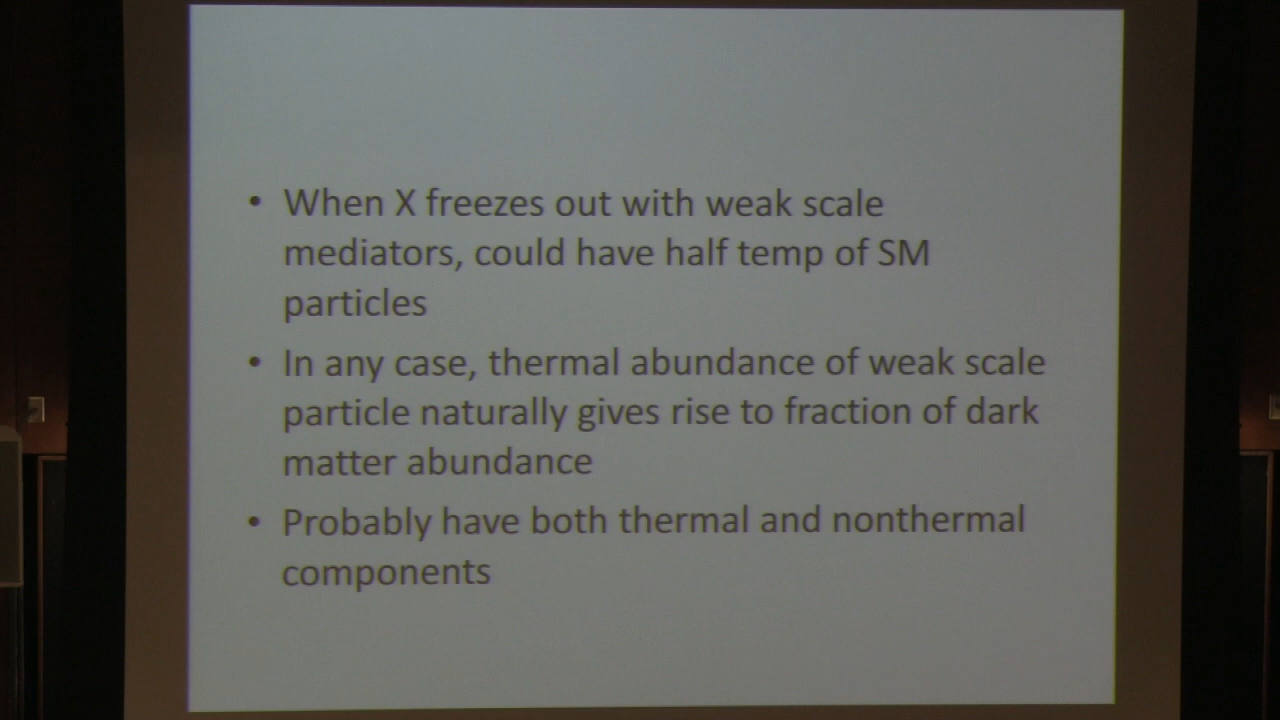 • When X freezes out with weak scale
mediators, could have half temp of SM
particles
• In any case, thermal abundance of weak scale
particle naturally gives rise to fraction of dark
matter abundance
• Probably have both thermal and nonthermal
components